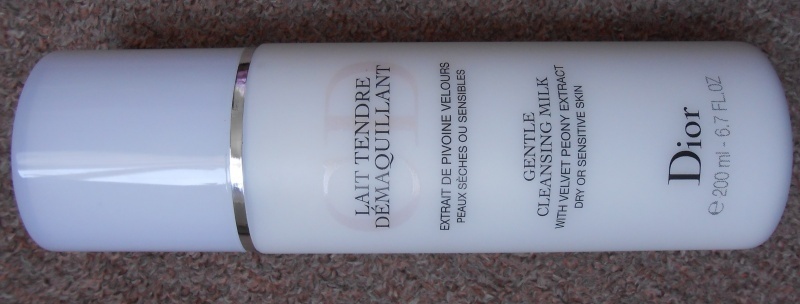 LAIT TENDRE
DÉMAQUILLANT
EXTRAIT DE PIVOINE VELOURS
PEAUX SÈCHES OU SENSIBLES
GENTLE
CLEANSING MILK
WITH VELVET PEONY EXTRACT
DRY OR SENSITIVE SKIN
Dior
℮ 200 ml - 6.7 FL.OZ
CD